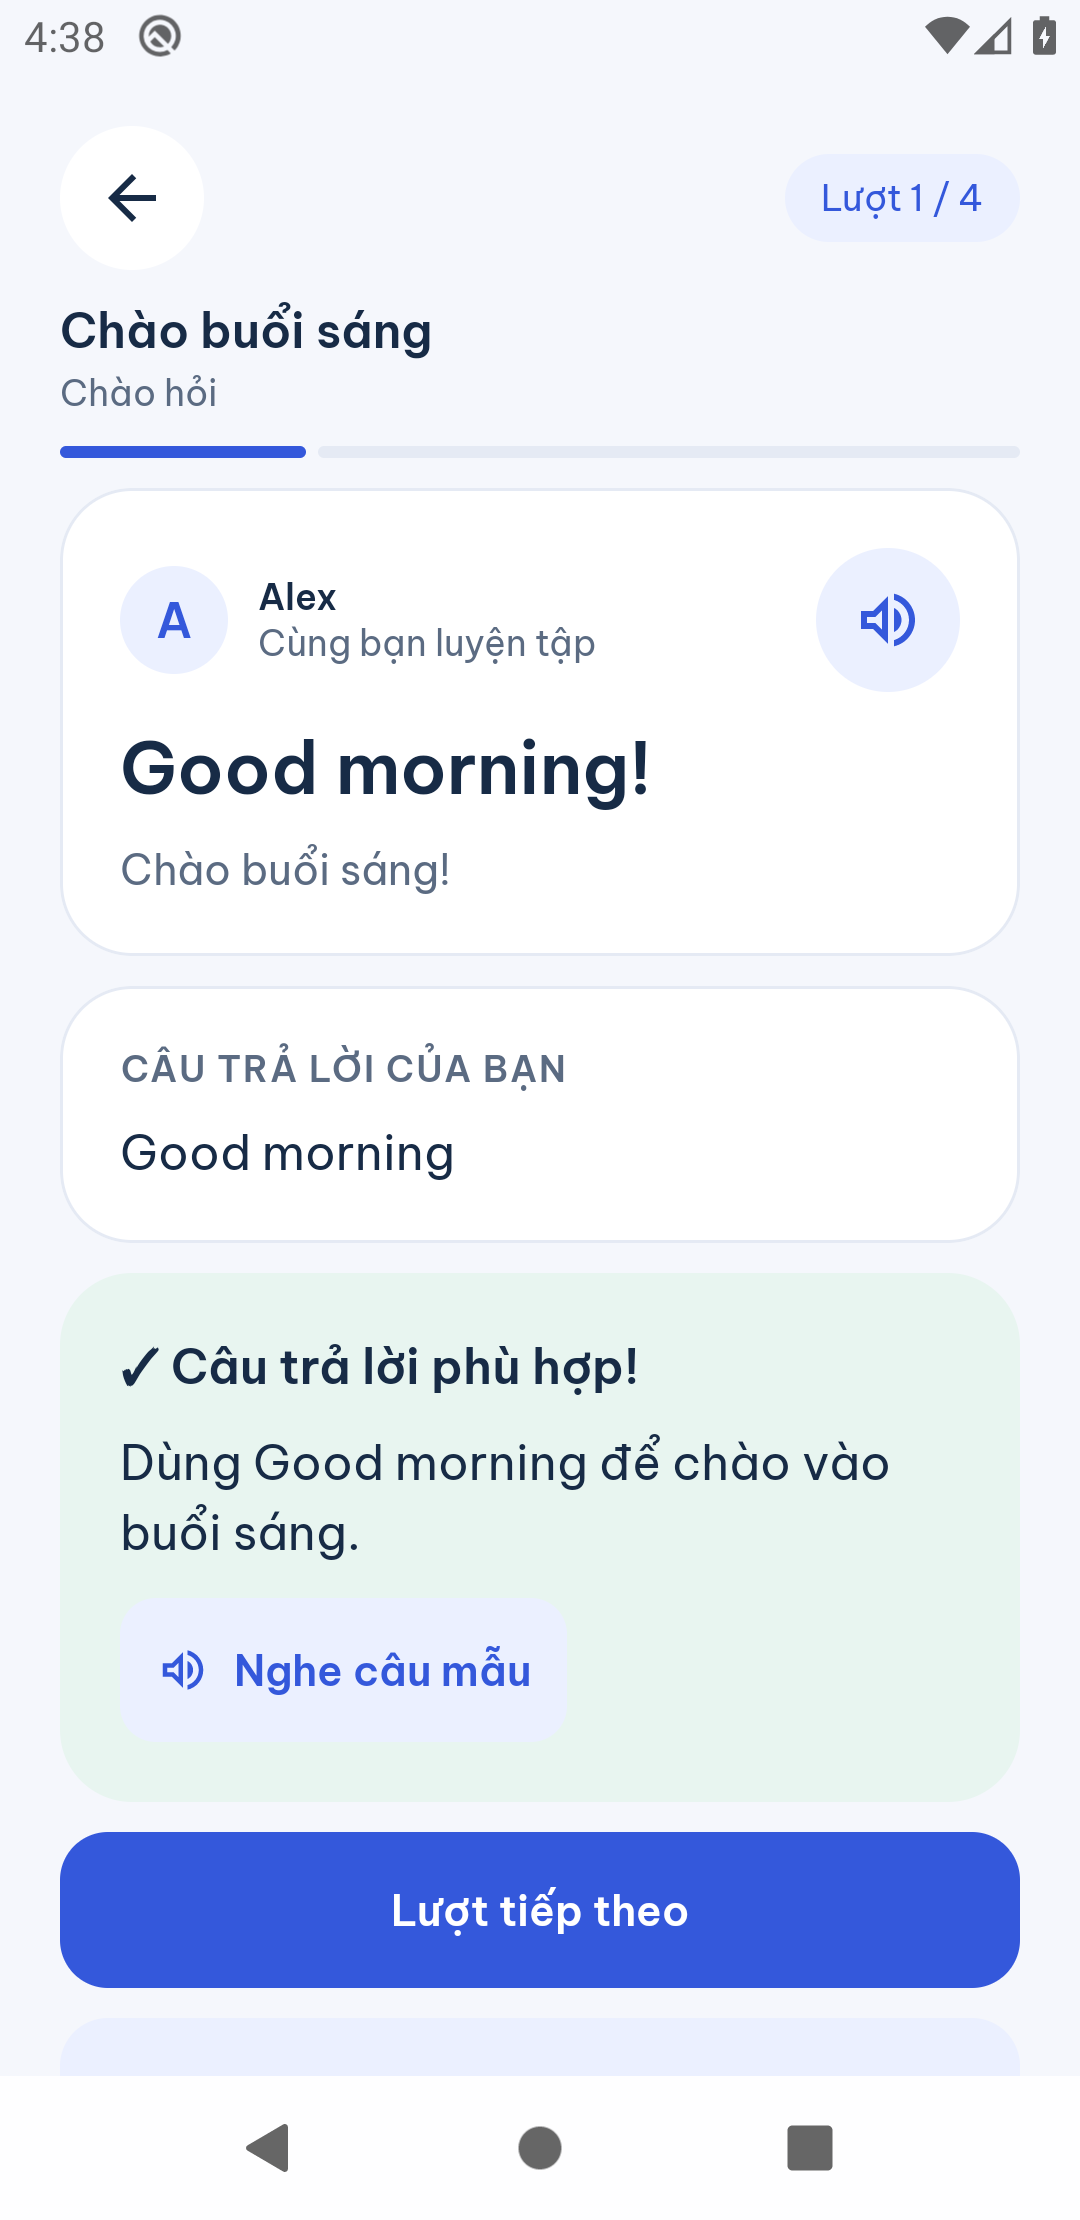 4:38
Lượt 1 / 4
Chào buổi sáng
Chào hỏi
A
Alex
Cùng bạn luyện tập
Good morning!
Chào buổi sáng!
CÂU TRẢ LỜI CỦA BẠN
Good morning
✓ Câu trả lời phù hợp!
Dùng Good morning để chào vào
buổi sáng.
Nghe câu mẫu
Lượt tiếp theo